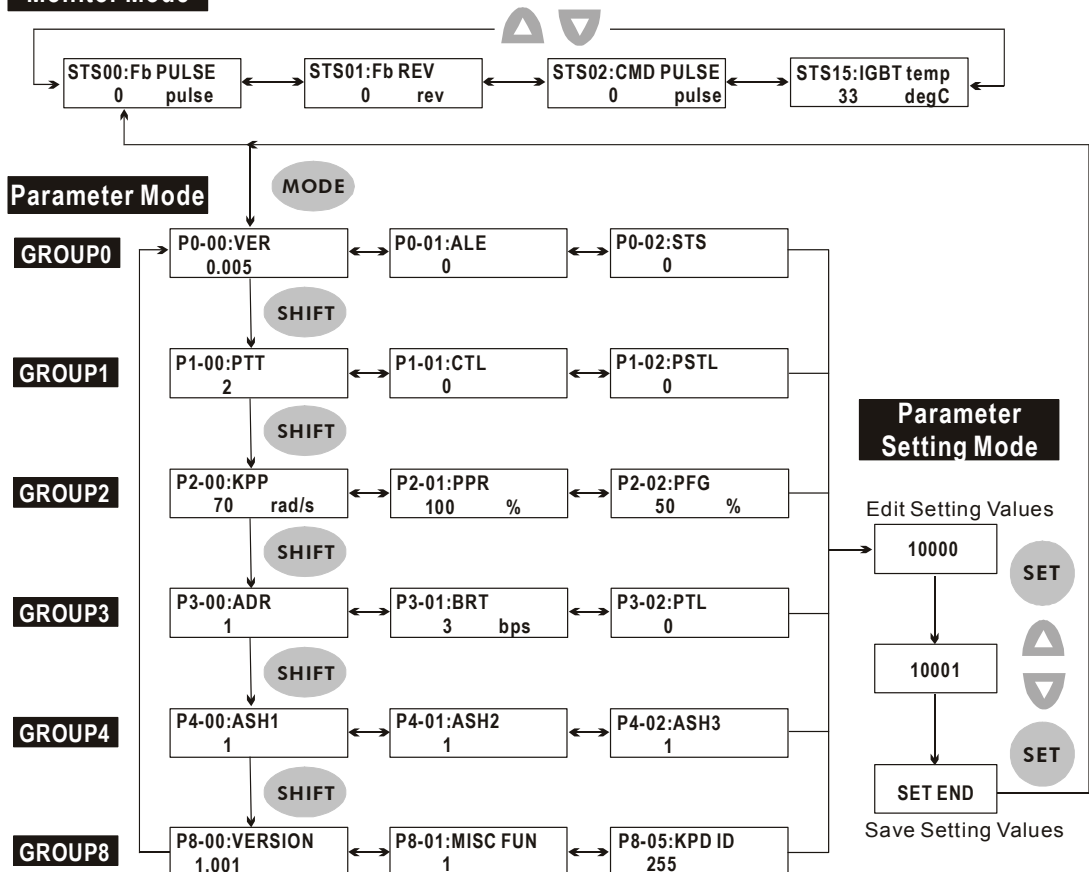 Monitor Mode
STS00:Fb PULSE
0 pulse
STS01:Fb REV
0 rev
STS02:CMD PULSE
0 pulse
STS15:IGBT temp
33 degC
MODE
Parameter Mode
GROUP0
P0-00:VER
0.005
P0-01:ALE
0
P0-02:STS
0
SHIFT
GROUP1
P1-00:PTT
2
P1-01:CTL
0
P1-02:PSTL
0
SHIFT
GROUP2
P2-00:KPP
70 rad/s
P2-01:PPR
100 %
P2-02:PFG
50 %
SHIFT
GROUP3
P3-00:ADR
1
P3-01:BRT
3 bps
P3-02:PTL
0
SHIFT
GROUP4
P4-00:ASH1
1
P4-01:ASH2
1
P4-02:ASH3
1
SHIFT
GROUP8
P8-00:VERSION
1.001
P8-01:MISC FUN
1
P8-05:KPD ID
255
Parameter
Setting Mode
Edit Setting Values
10000
SET
10001
SET
SET END
Save Setting Values